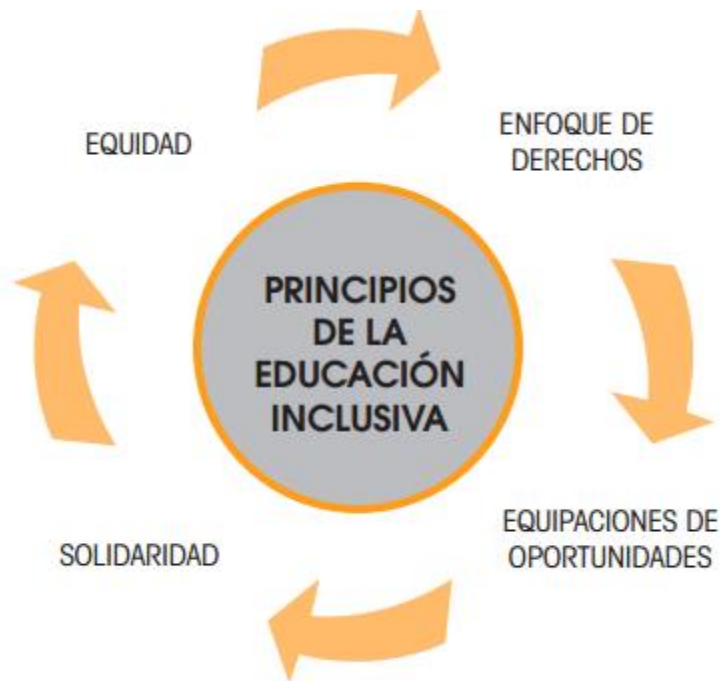 EQUIDAD
ENFOQUE DE
DERECHOS
PRINCIPIOS
DE LA
EDUCACIÓN
INCLUSIVA
EQUIPACIONES DE
OPORTUNIDADES
SOLIDARIDAD